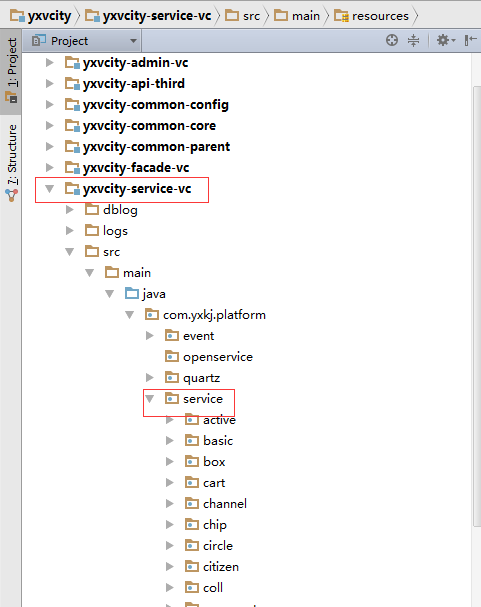 yxvcity yxvcity-service-vc src main resources
1: Project
7: Structure
Project
yxvcity-admin-vc
yxvcity-api-third
yxvcity-common-config
yxvcity-common-core
yxvcity-common-parent
yxvcity-facade-vc
yxvcity-service-vc
dblog
logs
src
main
java
com.yxkj.platform
event
openservice
quartz
service
active
basic
box
cart
channel
chip
circle
citizen
coll